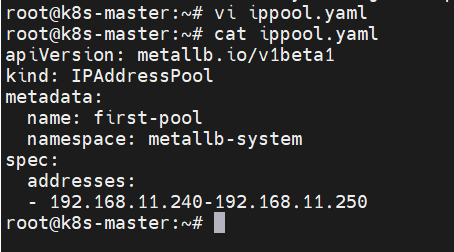 root@k8s-master:~# vi ippool.yaml
root@k8s-master:~# cat ippool.yaml
apiVersion: metallb.io/v1beta1
kind: IPAddressPool
metadata:
  name: first-pool
  namespace: metallb-system
spec:
  addresses:
  - 192.168.11.240-192.168.11.250
root@k8s-master:~#